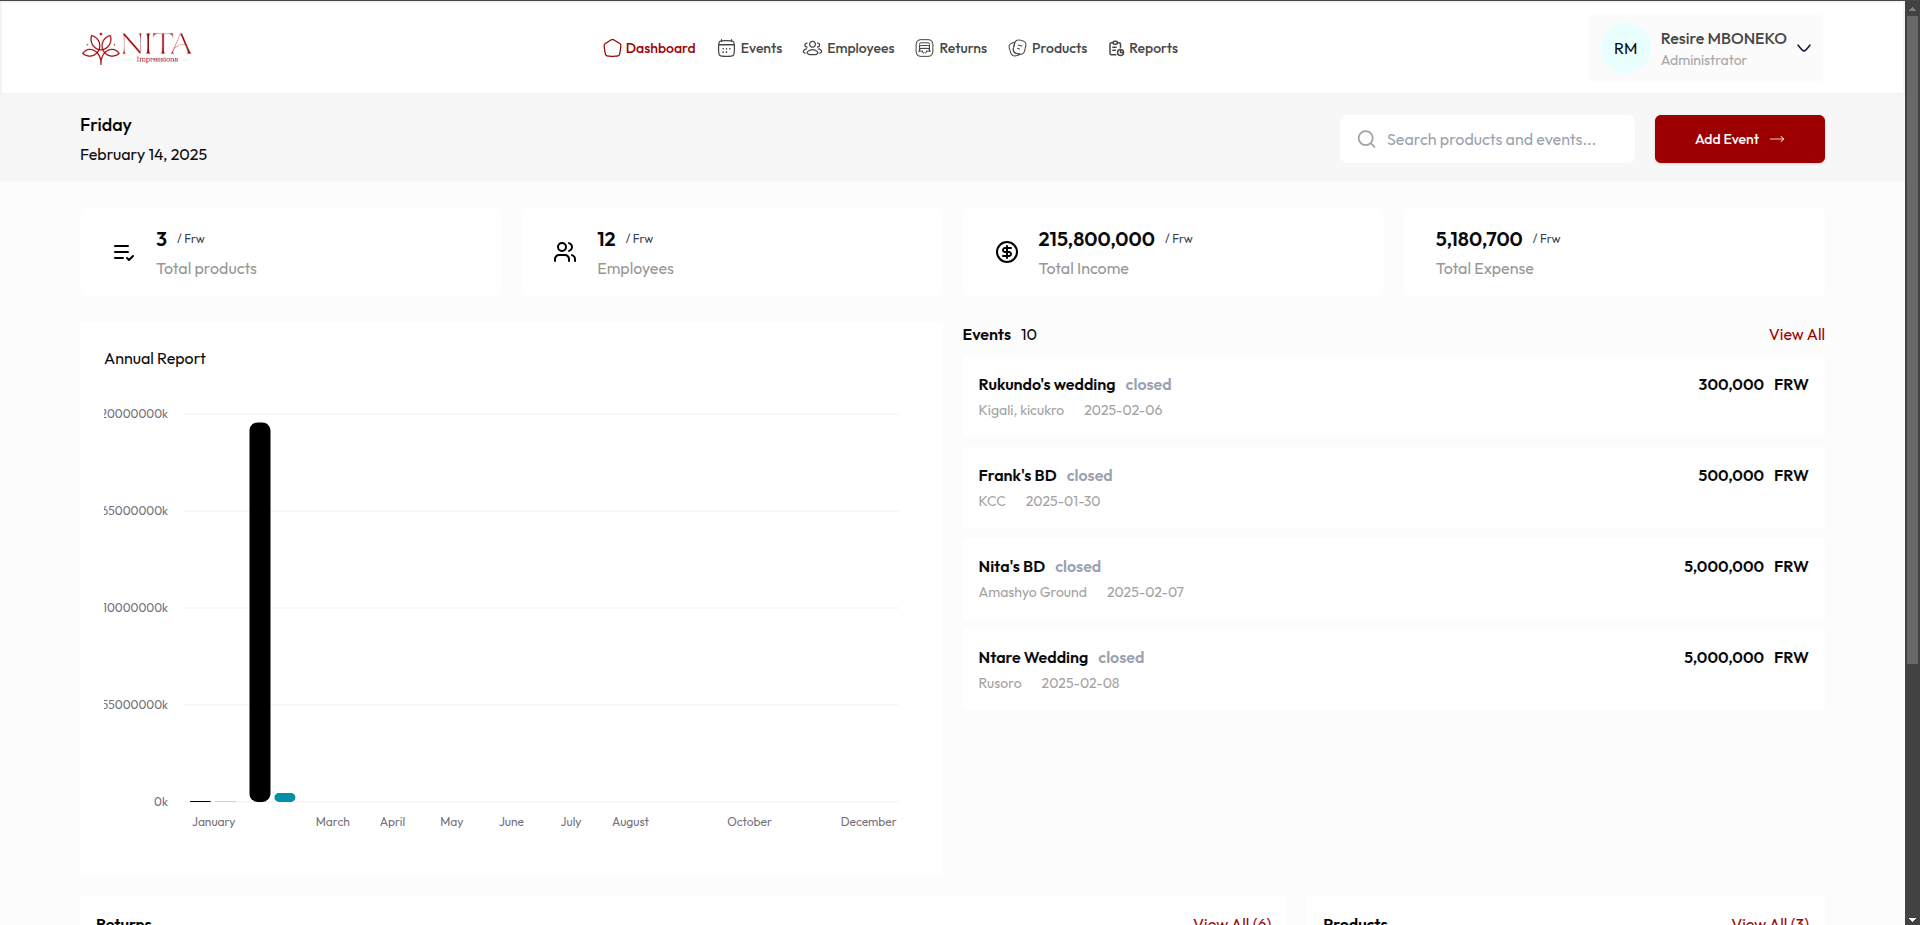 NITA
Impressions
Dashboard
Events
Employees
Returns
Products
Reports
RM
Resire MBONEKO
Administrator
Friday
February 14, 2025
Search products and events...
Add Event
3 / Frw
Total products
12 / Frw
Employees
215,800,000 / Frw
Total Income
5,180,700 / Frw
Total Expense
Annual Report
20000000k
65000000k
10000000k
55000000k
0k
January
March
April
May
June
July
August
October
December
Events 10
View All
Rukundo's wedding closed
300,000 FRW
Kigali, kicukro 2025-02-06
Frank's BD closed
500,000 FRW
KCC 2025-01-30
Nita's BD closed
5,000,000 FRW
Amashyo Ground 2025-02-07
Ntare Wedding closed
5,000,000 FRW
Rusoro 2025-02-08
Returns
View All (6)
Products
View All (3)